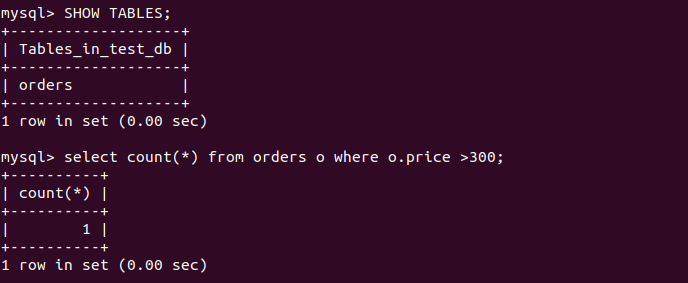 mysql> SHOW TABLES;
+-------------------+
| Tables_in_test_db |
+-------------------+
| orders            |
+-------------------+
1 row in set (0.00 sec)

mysql> select count(*) from orders o where o.price >300;
+----------+
| count(*) |
+----------+
|        1 |
+----------+
1 row in set (0.00 sec)